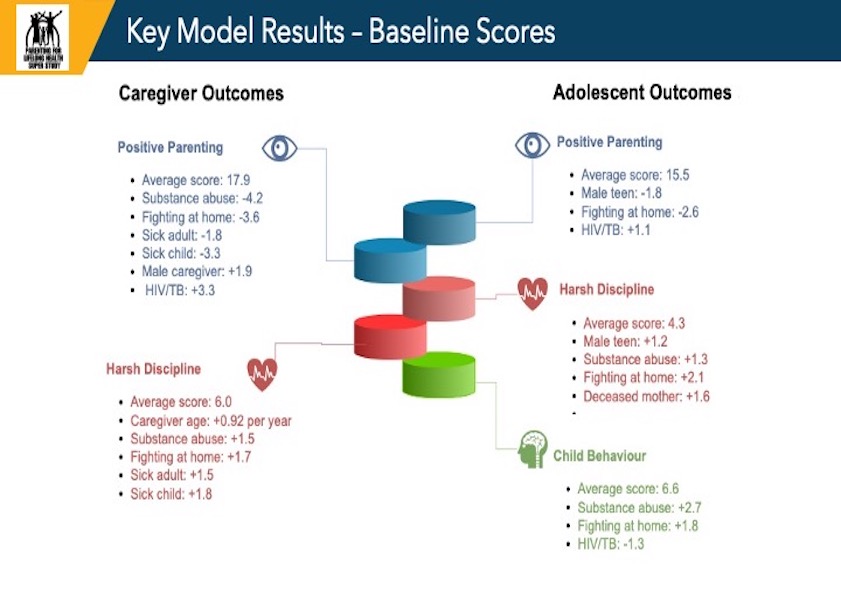 PARENTING FOR
LIFELONG HEALTH
SUPER STUDY
Key Model Results – Baseline Scores
Caregiver Outcomes
Positive Parenting
• Average score: 17.9
• Substance abuse: -4.2
• Fighting at home: -3.6
• Sick adult: -1.8
• Sick child: -3.3
• Male caregiver: +1.9
• HIV/TB: +3.3
Harsh Discipline
• Average score: 6.0
• Caregiver age: +0.92 per year
• Substance abuse: +1.5
• Fighting at home: +1.7
• Sick adult: +1.5
• Sick child: +1.8
Adolescent Outcomes
Positive Parenting
• Average score: 15.5
• Male teen: -1.8
• Fighting at home: -2.6
• HIV/TB: +1.1
Harsh Discipline
• Average score: 4.3
• Male teen: +1.2
• Substance abuse: +1.3
• Fighting at home: +2.1
• Deceased mother: +1.6
•
Child Behaviour
• Average score: 6.6
• Substance abuse: +2.7
• Fighting at home: +1.8
• HIV/TB: -1.3